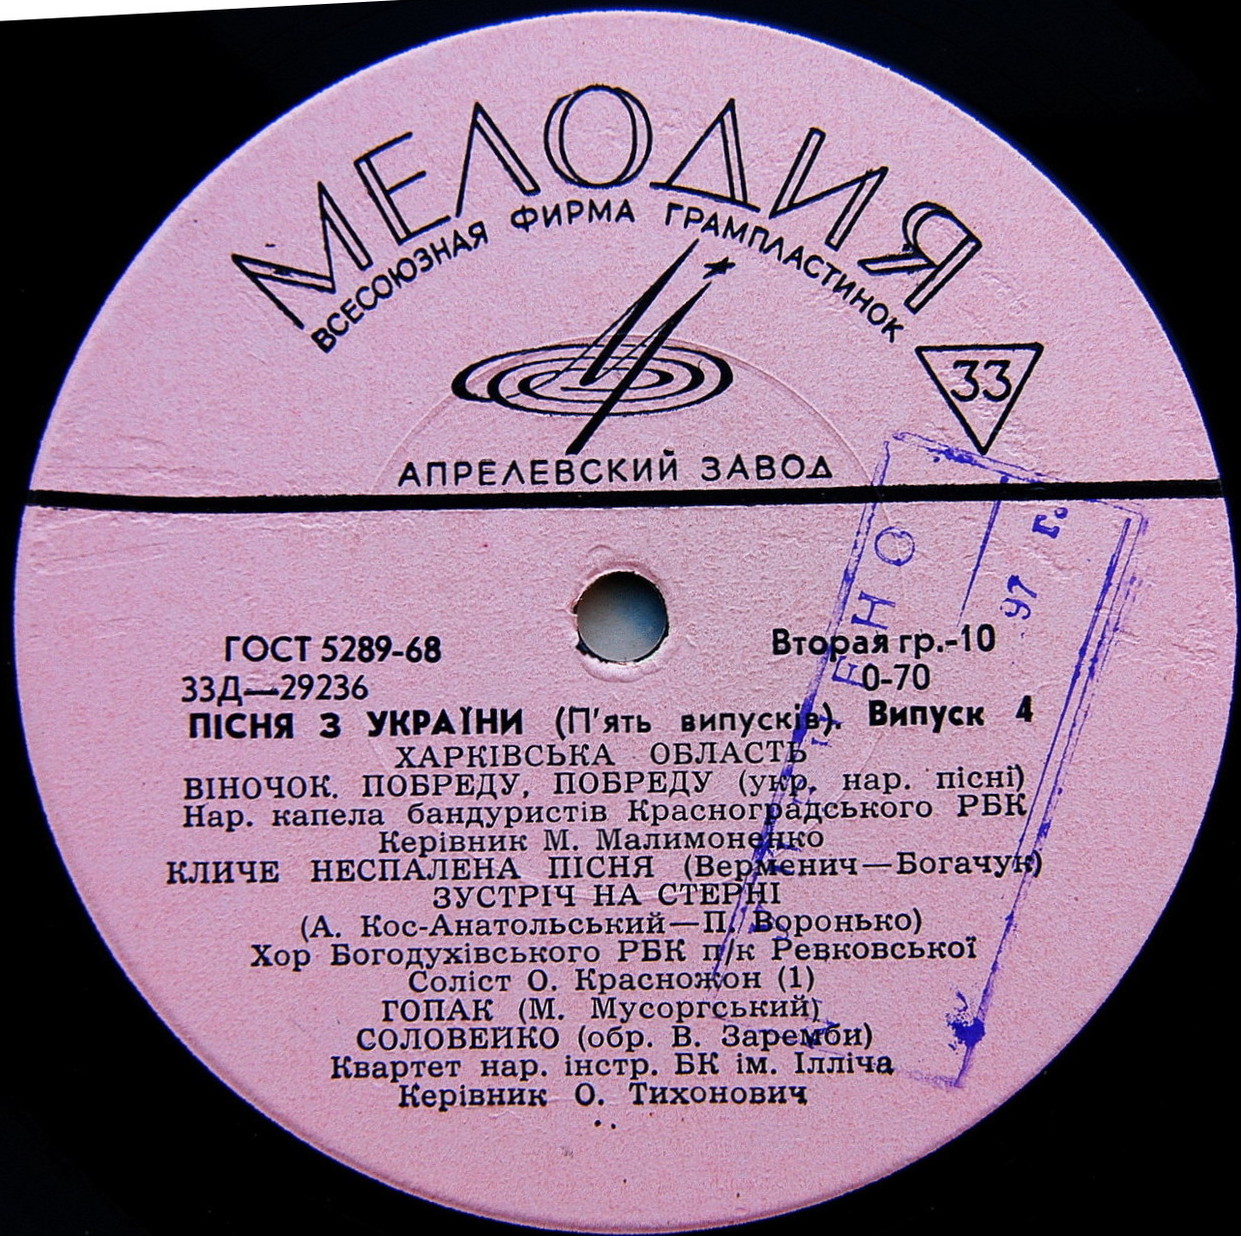 МЕЛОДИЯ
ВСЕСОЮЗНАЯ ФИРМА ГРАМПЛАСТИНОК
33
АПРЕЛЕВСКИЙ ЗАВОД
ГОСТ 5289-68
Вторая гр.-10
33Д—29236
0-70
ПІСНЯ З УКРАЇНИ (П'ять випусків). Випуск 4
ХАРКІВСЬКА ОБЛАСТЬ
ВІНОЧОК. ПОБРЕДУ, ПОБРЕДУ (укр. нар. пісні)
Нар. капела бандуристів Красноградського РБК
Керівник М. Малимоненко
КЛИЧЕ НЕСПАЛЕНА ПІСНЯ (Верменич—Богачук)
ЗУСТРІЧ НА СТЕРНІ
(А. Кос-Анатольський—П. Воронько)
Хор Богодухівського РБК п/к Ревковської
Соліст О. Красножон (1)
ГОПАК (М. Мусоргський)
СОЛОВЕЙКО (обр. В. Заремби)
Квартет нар. інстр. БК ім. Ілліча
Керівник О. Тихонович
197 г.